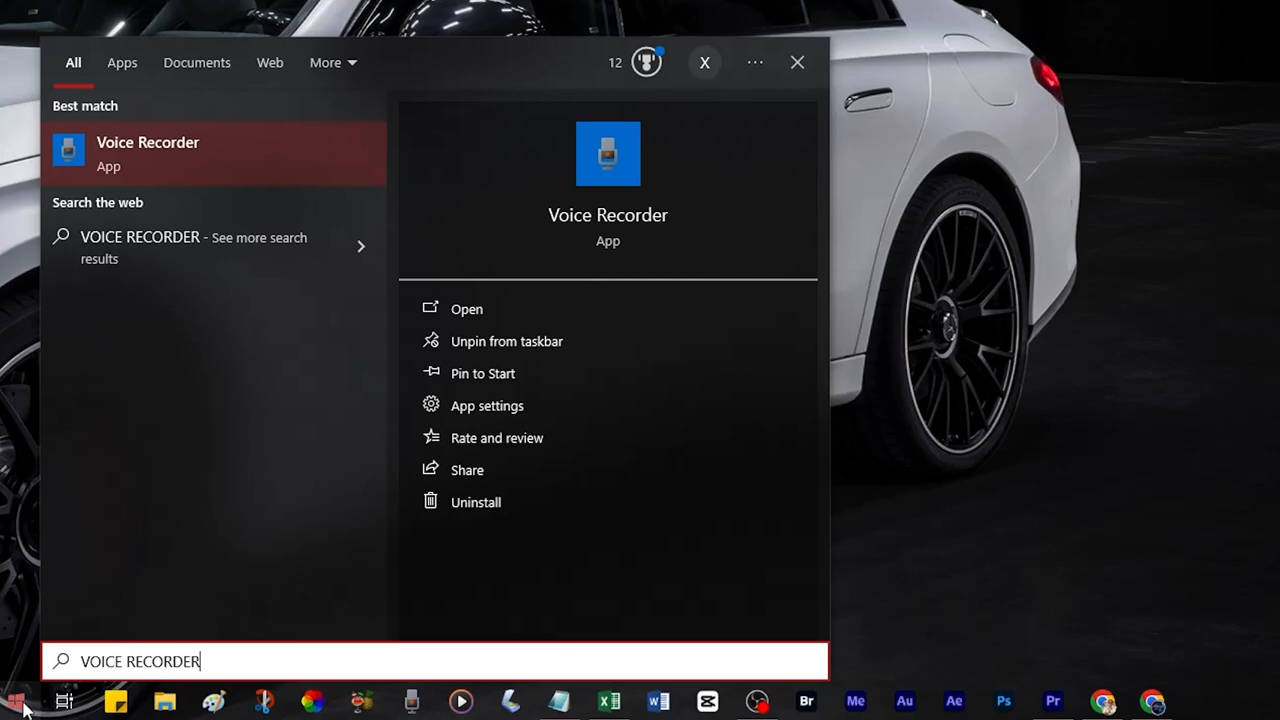 All Apps Documents Web More 12 X
Best match
Voice Recorder
App
Search the web
VOICE RECORDER - See more search
results
Voice Recorder
App
Open
Unpin from taskbar
Pin to Start
App settings
Rate and review
Share
Uninstall
VOICE RECORDER
Br Me Au Ae Ps Pr